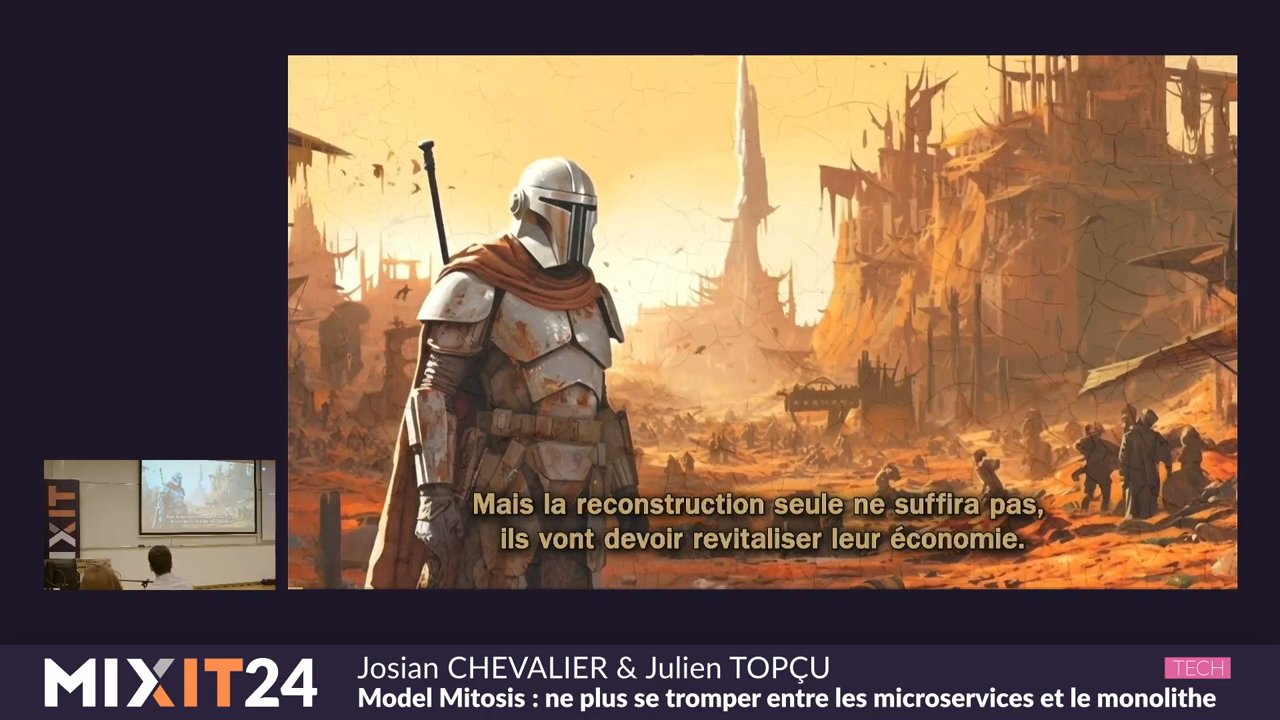 Mais la reconstruction seule ne suffira pas,
ils vont devoir revitaliser leur économie.
MIXIT
MIXIT24
Josian CHEVALIER & Julien TOPÇU
TECH
Model Mitosis : ne plus se tromper entre les microservices et le monolithe